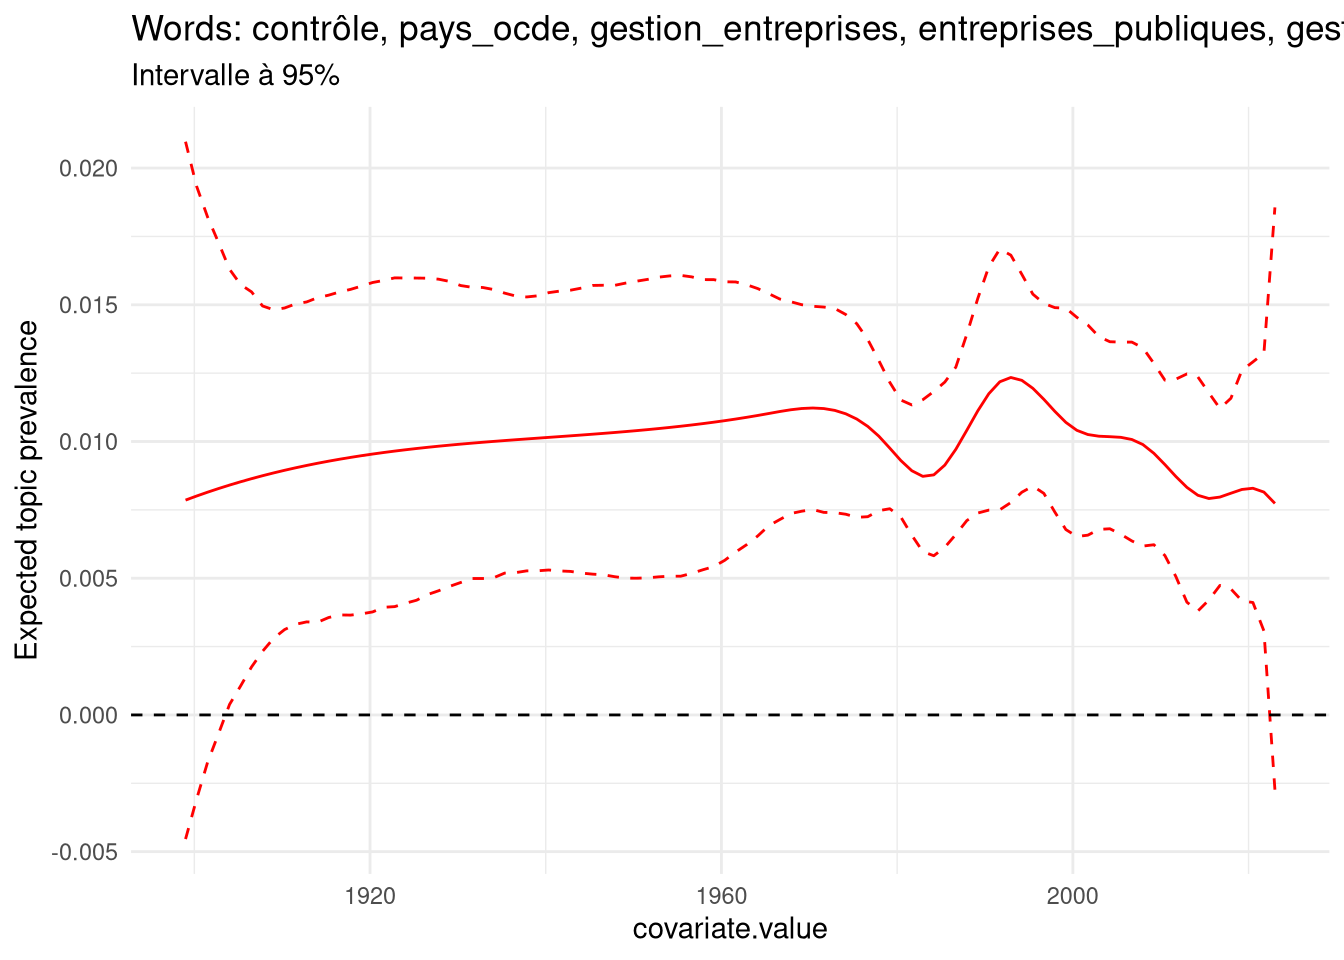 Words: contrôle, pays_ocde, gestion_entreprises, entreprises_publiques,
Intervalle à 95%
Expected topic prevalence
0.020
0.015
0.010
0.005
0.000
-0.005
1920
1960
2000
covariate.value